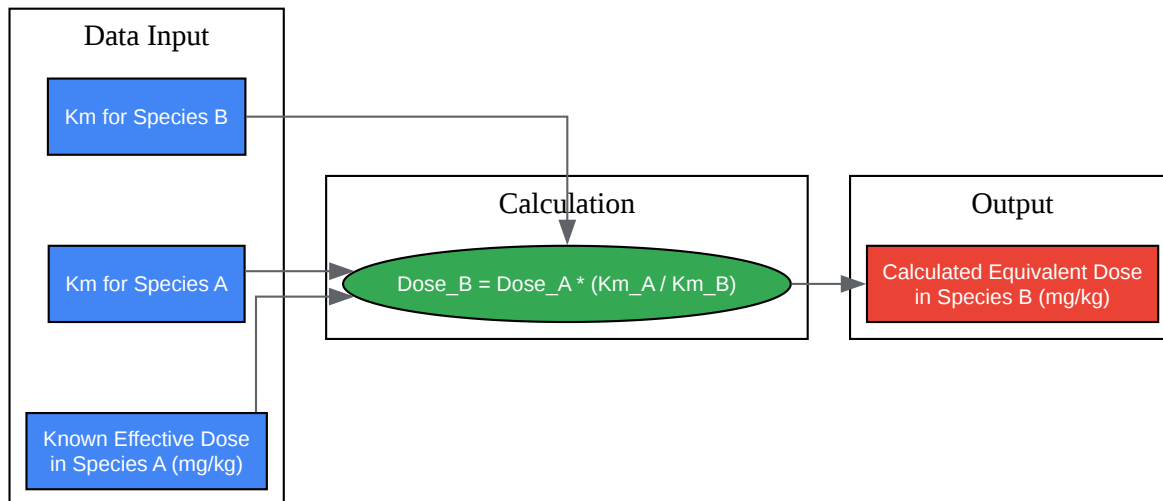 Data Input
Km for Species B
Km for Species A
Known Effective Dose
in Species A (mg/kg)
Calculation
Dose_B = Dose_A * (Km_A / Km_B)
Output
Calculated Equivalent Dose
in Species B (mg/kg)